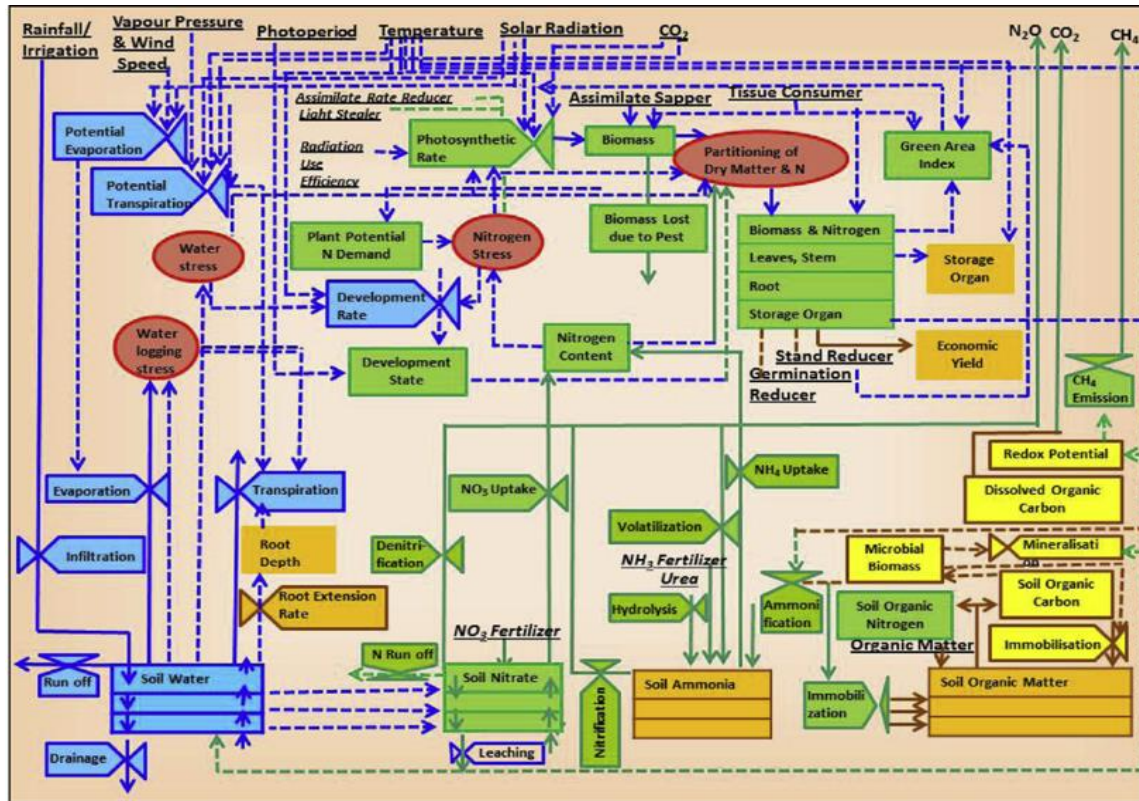 Rainfall/
Irrigation
Vapour Pressure
& Wind
Speed
Photoperiod
Temperature
Solar Radiation
CO2
N2O
CO2
CH4
Assimilate Rate Reducer
Light Stealer
Assimilate Sapper
Tissue Consumer
Potential
Evaporation
Photosynthetic
Rate
Biomass
Partitioning of
Dry Matter & N
Green Area
Index
Radiation
Use
Efficiency
Potential
Transpiration
Plant Potential
N Demand
Nitrogen
Stress
Biomass Lost
due to Pest
Biomass & Nitrogen
Leaves, Stem
Root
Storage Organ
Storage
Organ
Water
stress
Development
Rate
Water
logging
stress
Nitrogen
Content
Development
State
Stand Reducer
Germination
Reducer
Economic
Yield
CH4
Emission
Redox Potential
Evaporation
Transpiration
NO3 Uptake
NH4 Uptake
Dissolved Organic
Carbon
Infiltration
Root
Depth
Denitri-
fication
Volatilization
Microbial
Biomass
Mineralisati
on
NH3 Fertilizer
Urea
Root Extension
Rate
Hydrolysis
Ammoni
fication
Soil Organic
Nitrogen
Soil Organic
Carbon
NO2 Fertilizer
Organic Matter
Immobilisation
Run off
Soil Water
N Run off
Soil Nitrate
Nitrification
Soil Ammonia
Immobili
zation
Soil Organic Matter
Drainage
Leaching